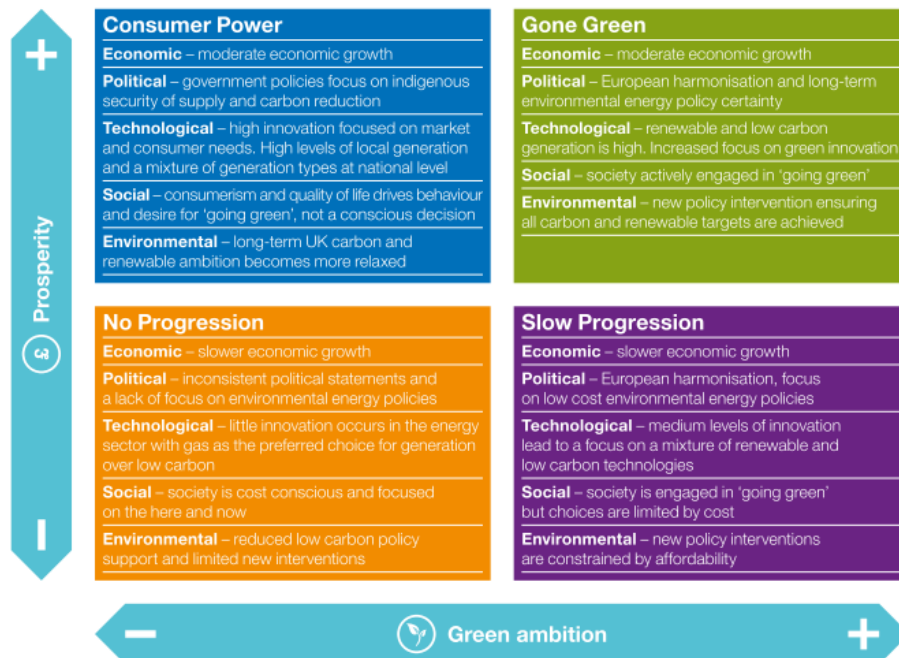 Consumer Power
Economic – moderate economic growth
Political – government policies focus on indigenous
security of supply and carbon reduction
Technological – high innovation focused on market
and consumer needs. High levels of local generation
and a mixture of generation types at national level
Social – consumerism and quality of life drives behaviour
and desire for ‘going green’, not a conscious decision
Environmental – long-term UK carbon and
renewable ambition becomes more relaxed
Gone Green
Economic – moderate economic growth
Political – European harmonisation and long-term
environmental energy policy certainty
Technological – renewable and low carbon
generation is high. Increased focus on green innovation
Social – society actively engaged in ‘going green’
Environmental – new policy intervention ensuring
all carbon and renewable targets are achieved
+
Prosperity
£
–
No Progression
Economic – slower economic growth
Political – inconsistent political statements and
a lack of focus on environmental energy policies
Technological – little innovation occurs in the energy
sector with gas as the preferred choice for generation
over low carbon
Social – society is cost conscious and focused
on the here and now
Environmental – reduced low carbon policy
support and limited new interventions
Slow Progression
Economic – slower economic growth
Political – European harmonisation, focus
on low cost environmental energy policies
Technological – medium levels of innovation
lead to a focus on a mixture of renewable and
low carbon technologies
Social – society is engaged in ‘going green’
but choices are limited by cost
Environmental – new policy interventions
are constrained by affordability
– Green ambition +